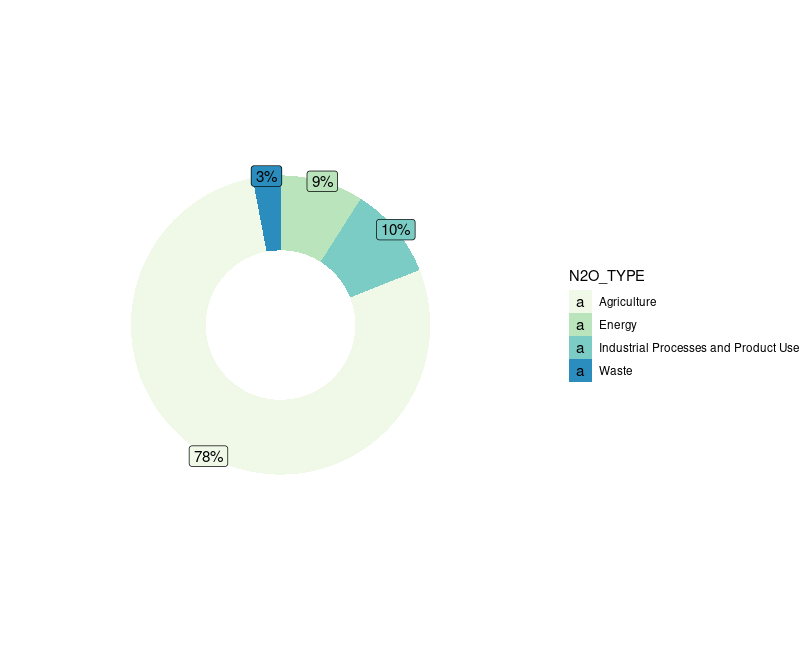 3%
9%
10%
78%
N2O_TYPE
a Agriculture
a Energy
a Industrial Processes and Product Use
a Waste